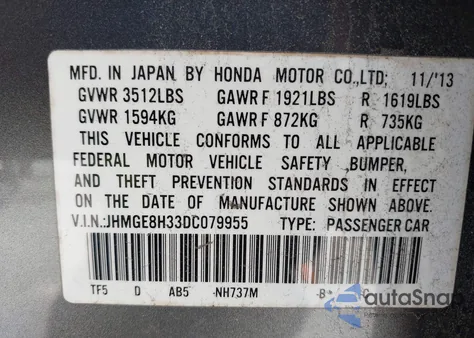 MFD. IN JAPAN BY HONDA MOTOR CO.,LTD; 11/'13
GVWR 3512LBS GAWR F 1921LBS R 1619LBS
GVWR 1594KG GAWR F 872KG R 735KG
THIS VEHICLE CONFORMS TO ALL APPLICABLE
FEDERAL MOTOR VEHICLE SAFETY, BUMPER,
AND THEFT PREVENTION STANDARDS IN EFFECT
ON THE DATE OF MANUFACTURE SHOWN ABOVE.
V.I.N.:JHMGE8H33DC079955 TYPE: PASSENGER CAR
TF5 D AB5 NH737M -B
autoSnap